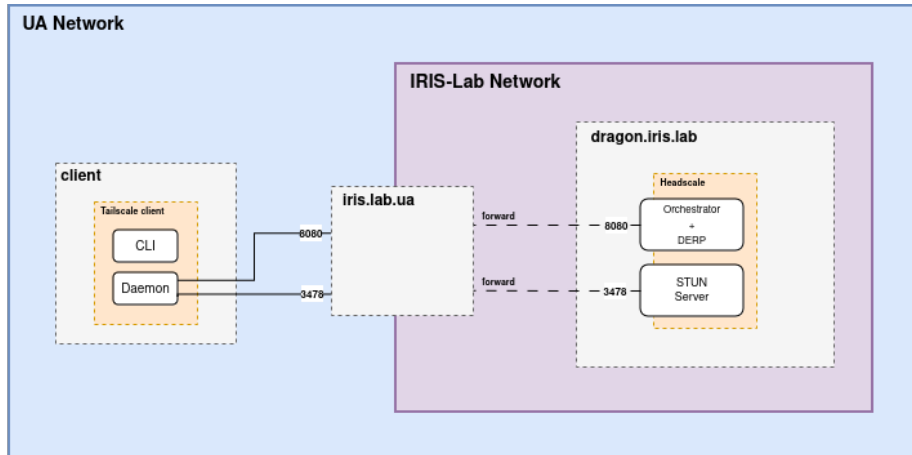 UA Network
IRIS-Lab Network
dragon.iris.lab
client
Headscale
iris.lab.ua
Tailscale client
forward
Orchestrator
+
DERP
8080
8080
CLI
forward
STUN
Server
Daemon
3478
3478